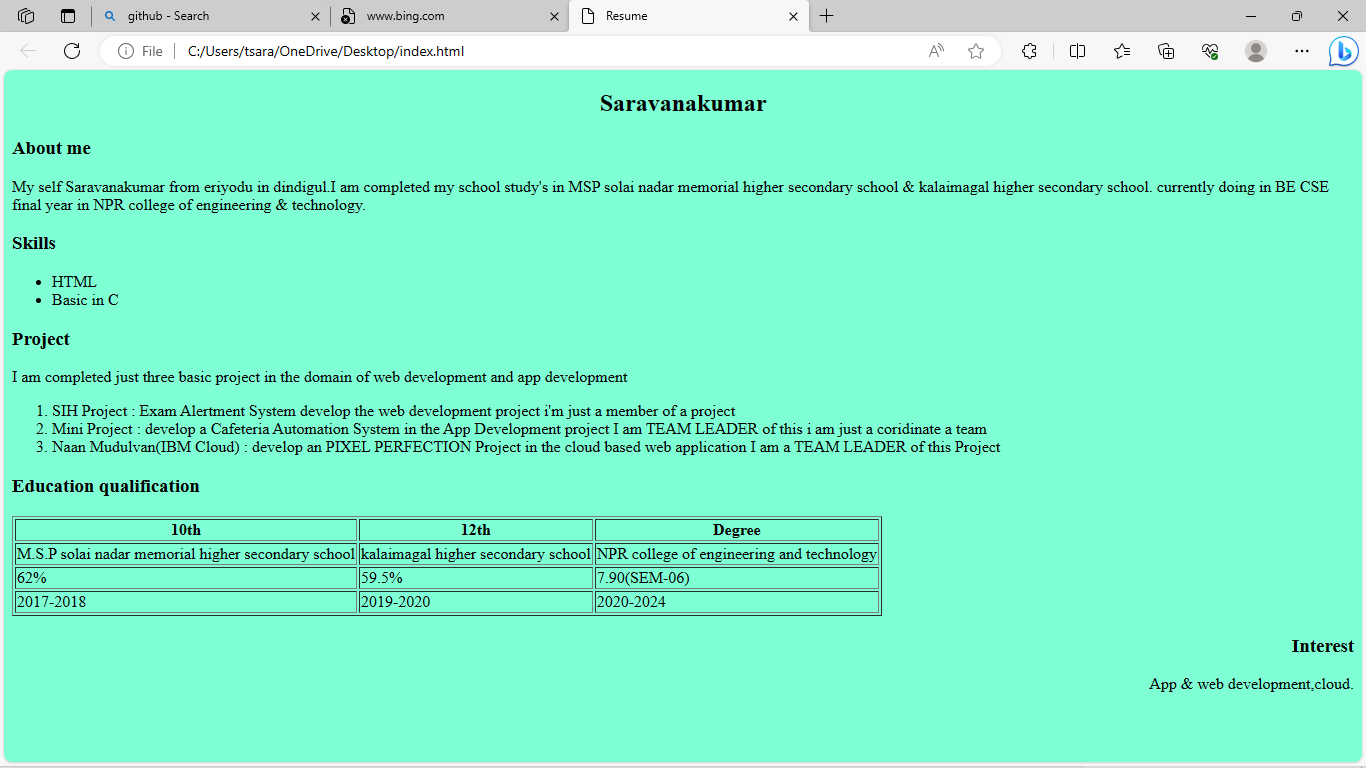 github - Search
www.bing.com
Resume
File
C:/Users/tsara/OneDrive/Desktop/index.html
Saravanakumar
About me
My self Saravanakumar from eriyodu in dindigul.I am completed my school study's in MSP solai nadar memorial higher secondary school & kalaimagal higher secondary school. currently doing in BE CSE
final year in NPR college of engineering & technology.
Skills
• HTML
• Basic in C
Project
I am completed just three basic project in the domain of web development and app development
1. SIH Project : Exam Alertment System develop the web development project i'm just a member of a project
2. Mini Project : develop a Cafeteria Automation System in the App Development project I am TEAM LEADER of this i am just a coridinate a team
3. Naan Mudulvan(IBM Cloud) : develop an PIXEL PERFECTION Project in the cloud based web application I am a TEAM LEADER of this Project
Education qualification
10th 12th Degree
M.S.P solai nadar memorial higher secondary school kalaimagal higher secondary school NPR college of engineering and technology
62% 59.5% 7.90(SEM-06)
2017-2018 2019-2020 2020-2024
Interest
App & web development,cloud.